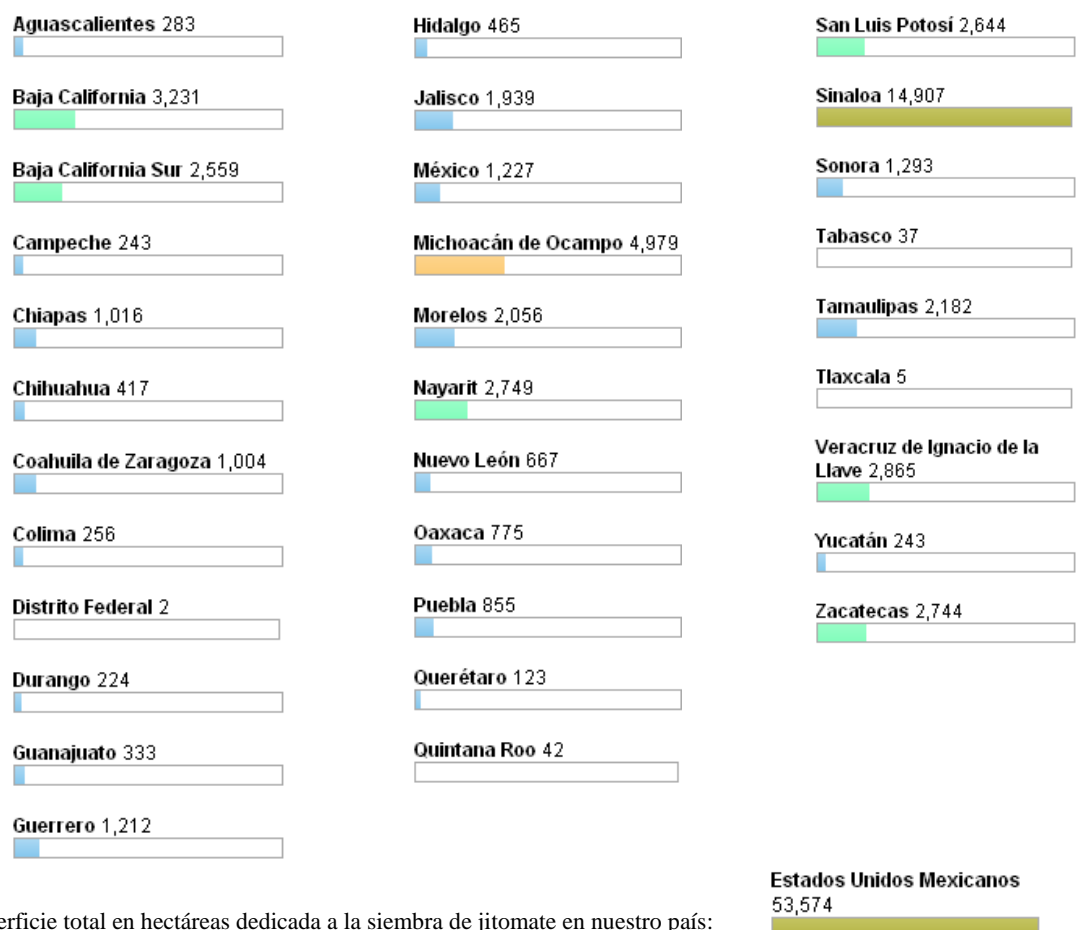 Aguascalientes 283
Baja California 3,231
Baja California Sur 2,559
Campeche 243
Chiapas 1,016
Chihuahua 417
Coahuila de Zaragoza 1,004
Colima 256
Distrito Federal 2
Durango 224
Guanajuato 333
Guerrero 1,212
Hidalgo 465
Jalisco 1,939
México 1,227
Michoacán de Ocampo 4,979
Morelos 2,056
Nayarit 2,749
Nuevo León 667
Oaxaca 775
Puebla 855
Querétaro 123
Quintana Roo 42
San Luis Potosí 2,644
Sinaloa 14,907
Sonora 1,293
Tabasco 37
Tamaulipas 2,182
Tlaxcala 5
Veracruz de Ignacio de la
Llave 2,865
Yucatán 243
Zacatecas 2,744
erficie total en hectáreas dedicada a la siembra de jitomate en nuestro país:
Estados Unidos Mexicanos
53,574